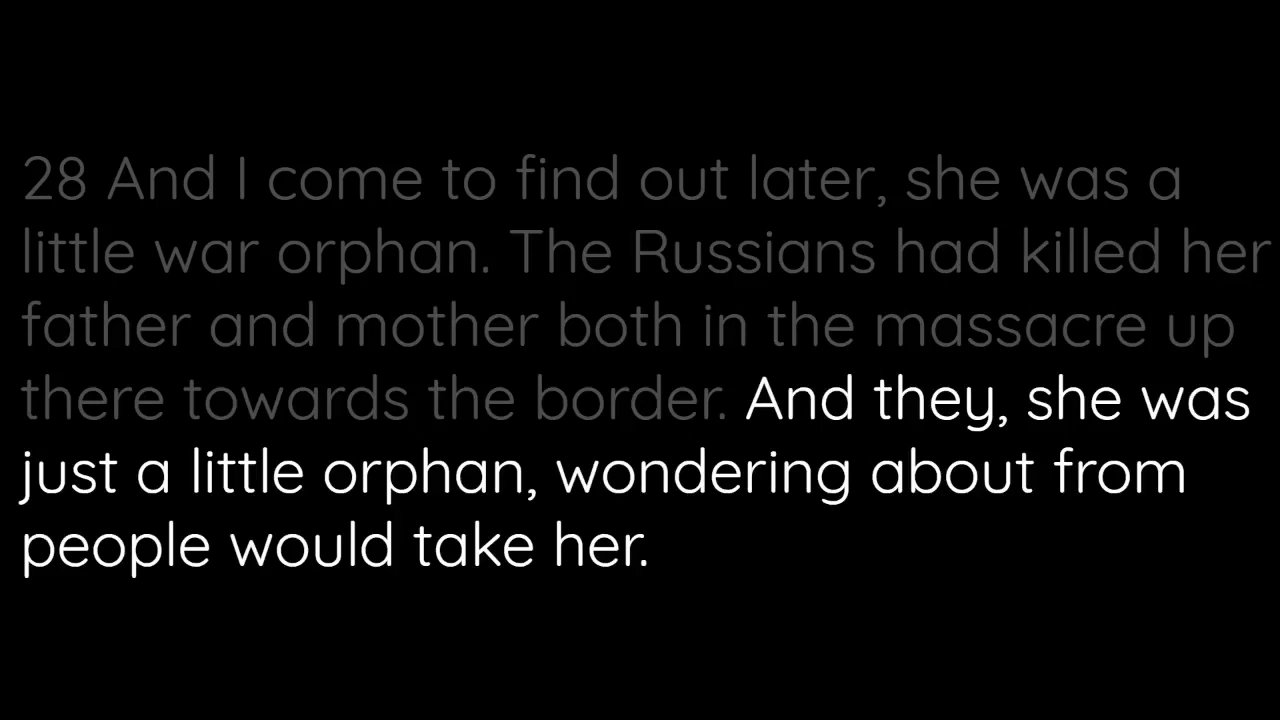 28 And I come to find out later, she was a
little war orphan. The Russians had killed her
father and mother both in the massacre up
there towards the border. And they, she was
just a little orphan, wondering about from
people would take her.